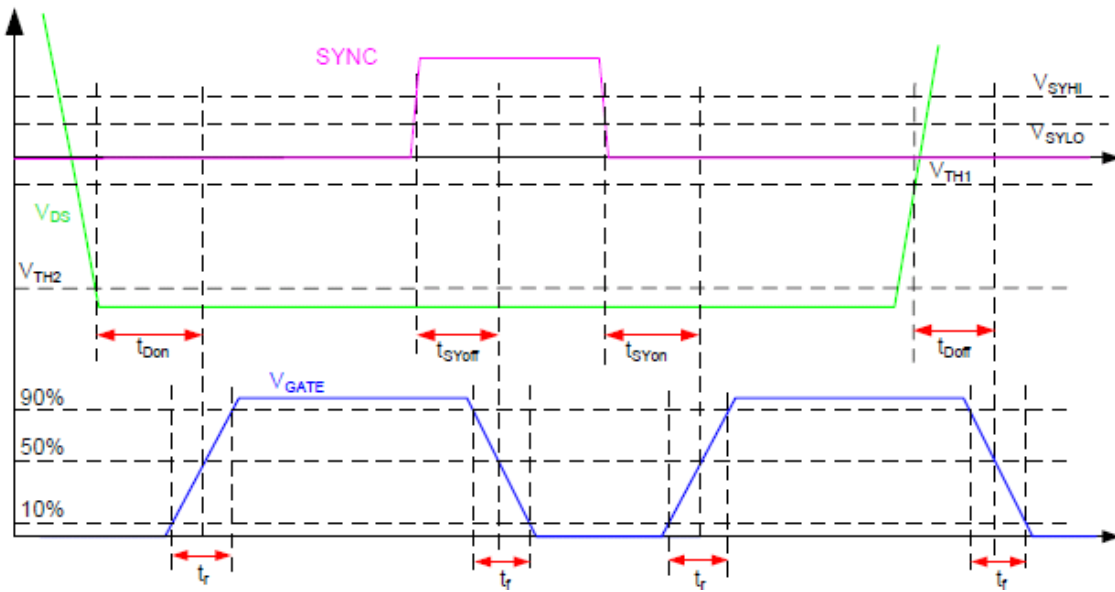 SYNC
VSYHI
VSYLO
VTH1
VDS
VTH2
tDon
tSYoff
tSYon
tDoff
VGATE
90%
50%
10%
tr
tf
tr
tf